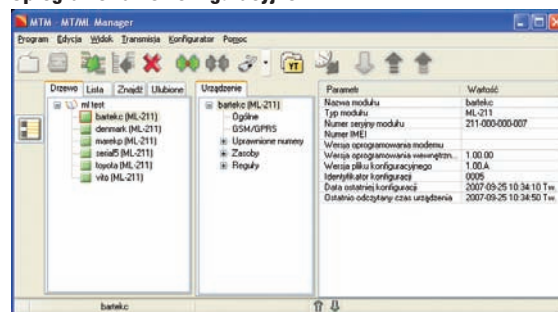 MTM - MT/ML Manager
Program Edycja Widok Transmisja Konfigurator Pomoc
YT
Drzewo Lista Znajdź Ulubione
ml test
bartekc (ML-211)
denmark (ML-211)
marekp (ML-211)
serial5 (ML-211)
toyota (ML-211)
vito (ML-211)
Urządzenie
bartekc (ML-211)
Ogólne
GSM/GPRS
Uprawnione numery
Zasoby
Reguły
Parametr Wartość
Nazwa modułu bartekc
Typ modułu ML-211
Numer seryjny modułu 211-000-000-007
Numer IMEI
Wersja oprogramowania modemu
Wersja oprogramowania wewnętrzn... 1.00.00
Wersja pliku konfiguracyjnego 1.00.A
Identyfikator konfiguracji 0005
Data ostatniej konfiguracji 2007-09-25 10:34:10 Tw...
Ostatnio odczytany czas urządzenia 2007-09-25 10:34:50 Tw...
bartekc